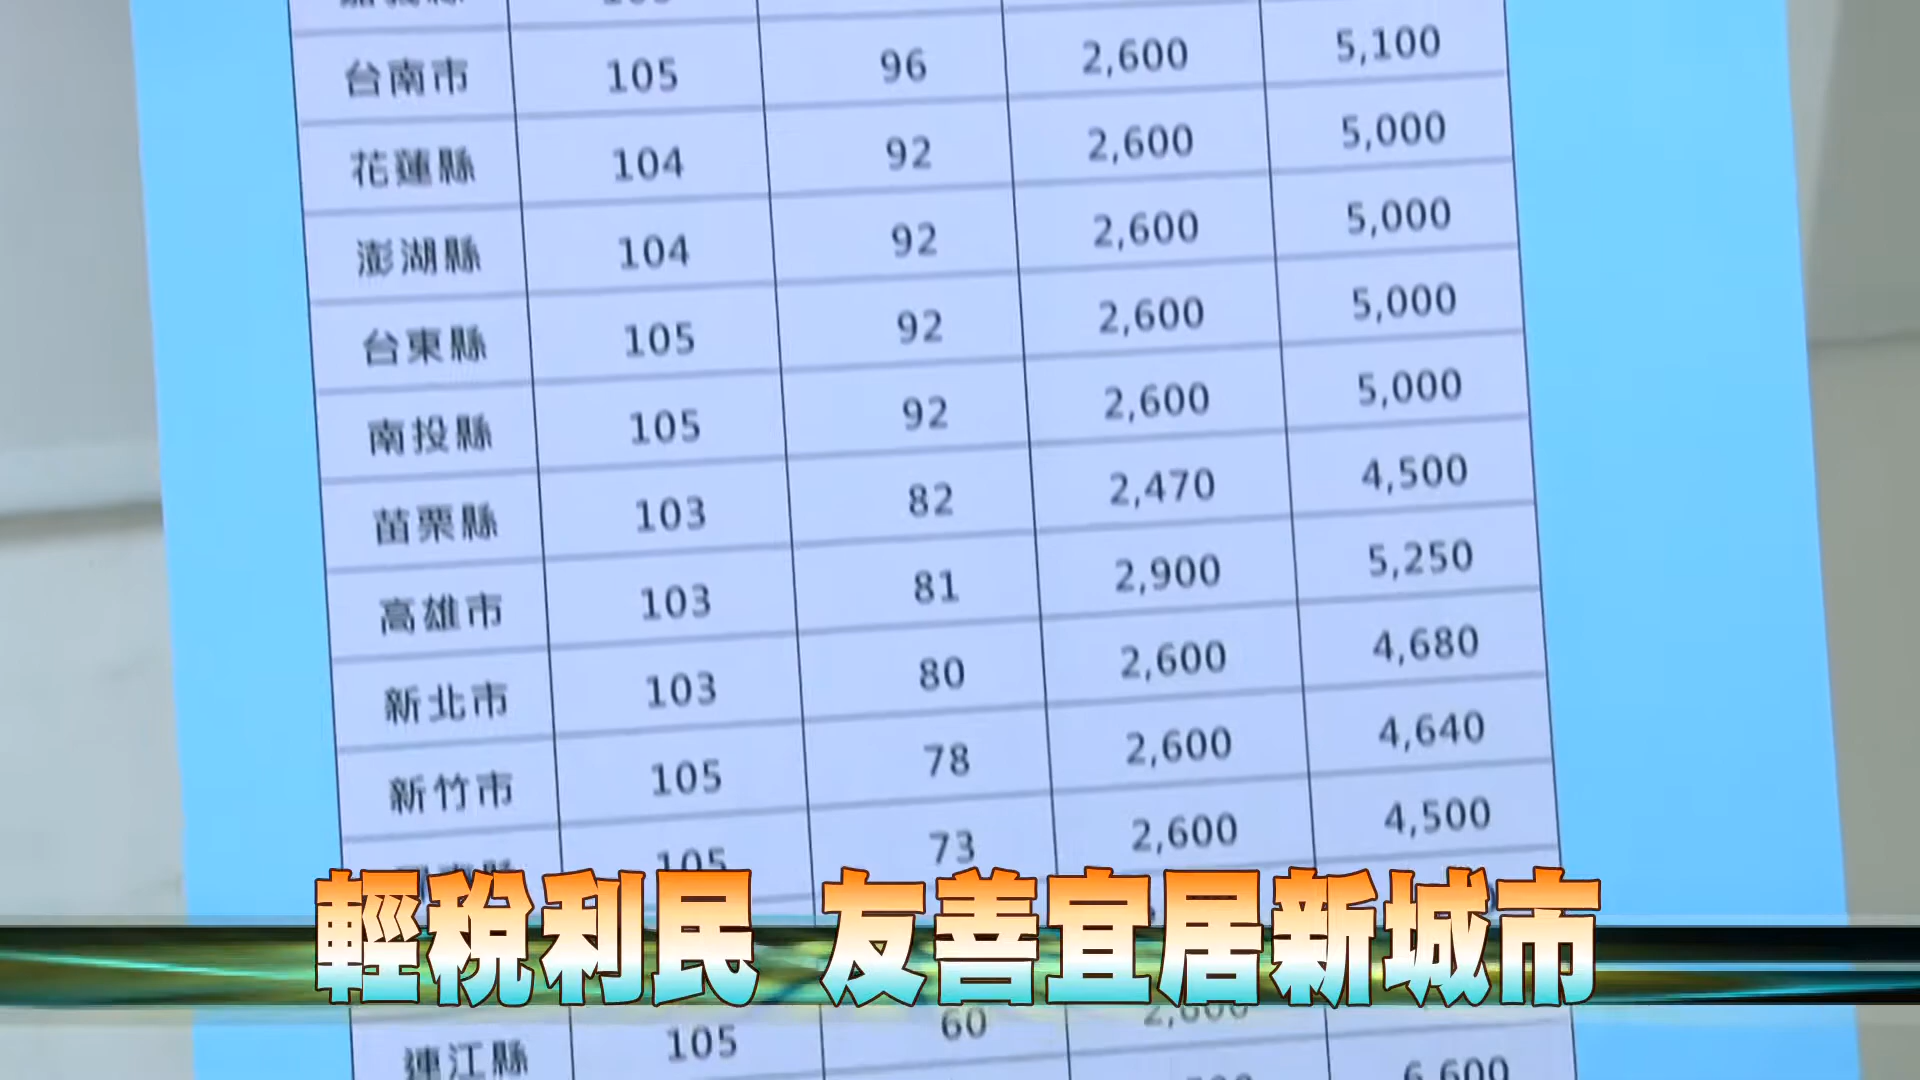 台南市 105 96 2,600 5,100
花蓮縣 104 92 2,600 5,000
澎湖縣 104 92 2,600 5,000
台東縣 105 92 2,600 5,000
南投縣 105 92 2,600 5,000
苗栗縣 103 82 2,470 4,500
高雄市 103 81 2,900 5,250
新北市 103 80 2,600 4,680
新竹市 105 78 2,600 4,640
105 73 2,600 4,500
輕稅利民 友善宜居新城市
連江縣 105 60 2,600
6,600